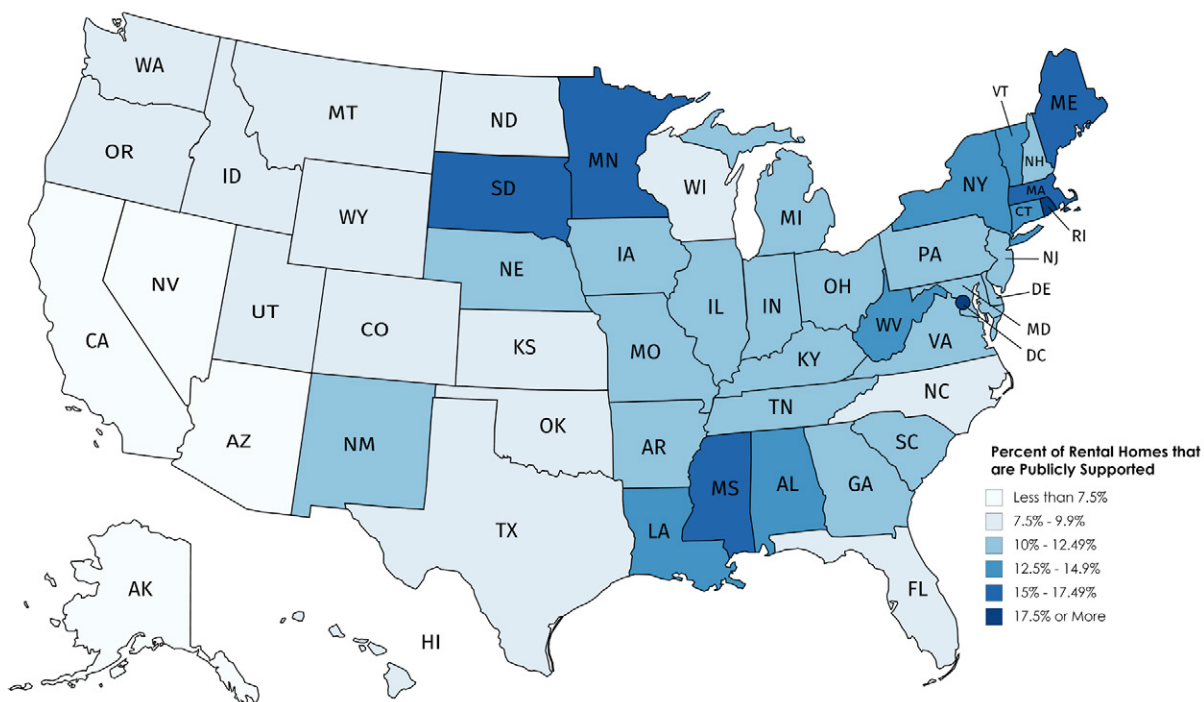 WA
MT
ND
MN
VT
ME
OR
ID
SD
WI
NY
NH
MA
CT
RI
WY
MI
NE
IA
PA
NJ
NV
UT
CO
IL
IN
OH
DE
MD
DC
CA
KS
MO
WV
VA
KY
NC
TN
AZ
NM
OK
AR
SC
MS
AL
GA
LA
TX
FL
AK
HI
Percent of Rental Homes that
are Publicly Supported
Less than 7.5%
7.5% - 9.9%
10% - 12.49%
12.5% - 14.9%
15% - 17.49%
17.5% or More